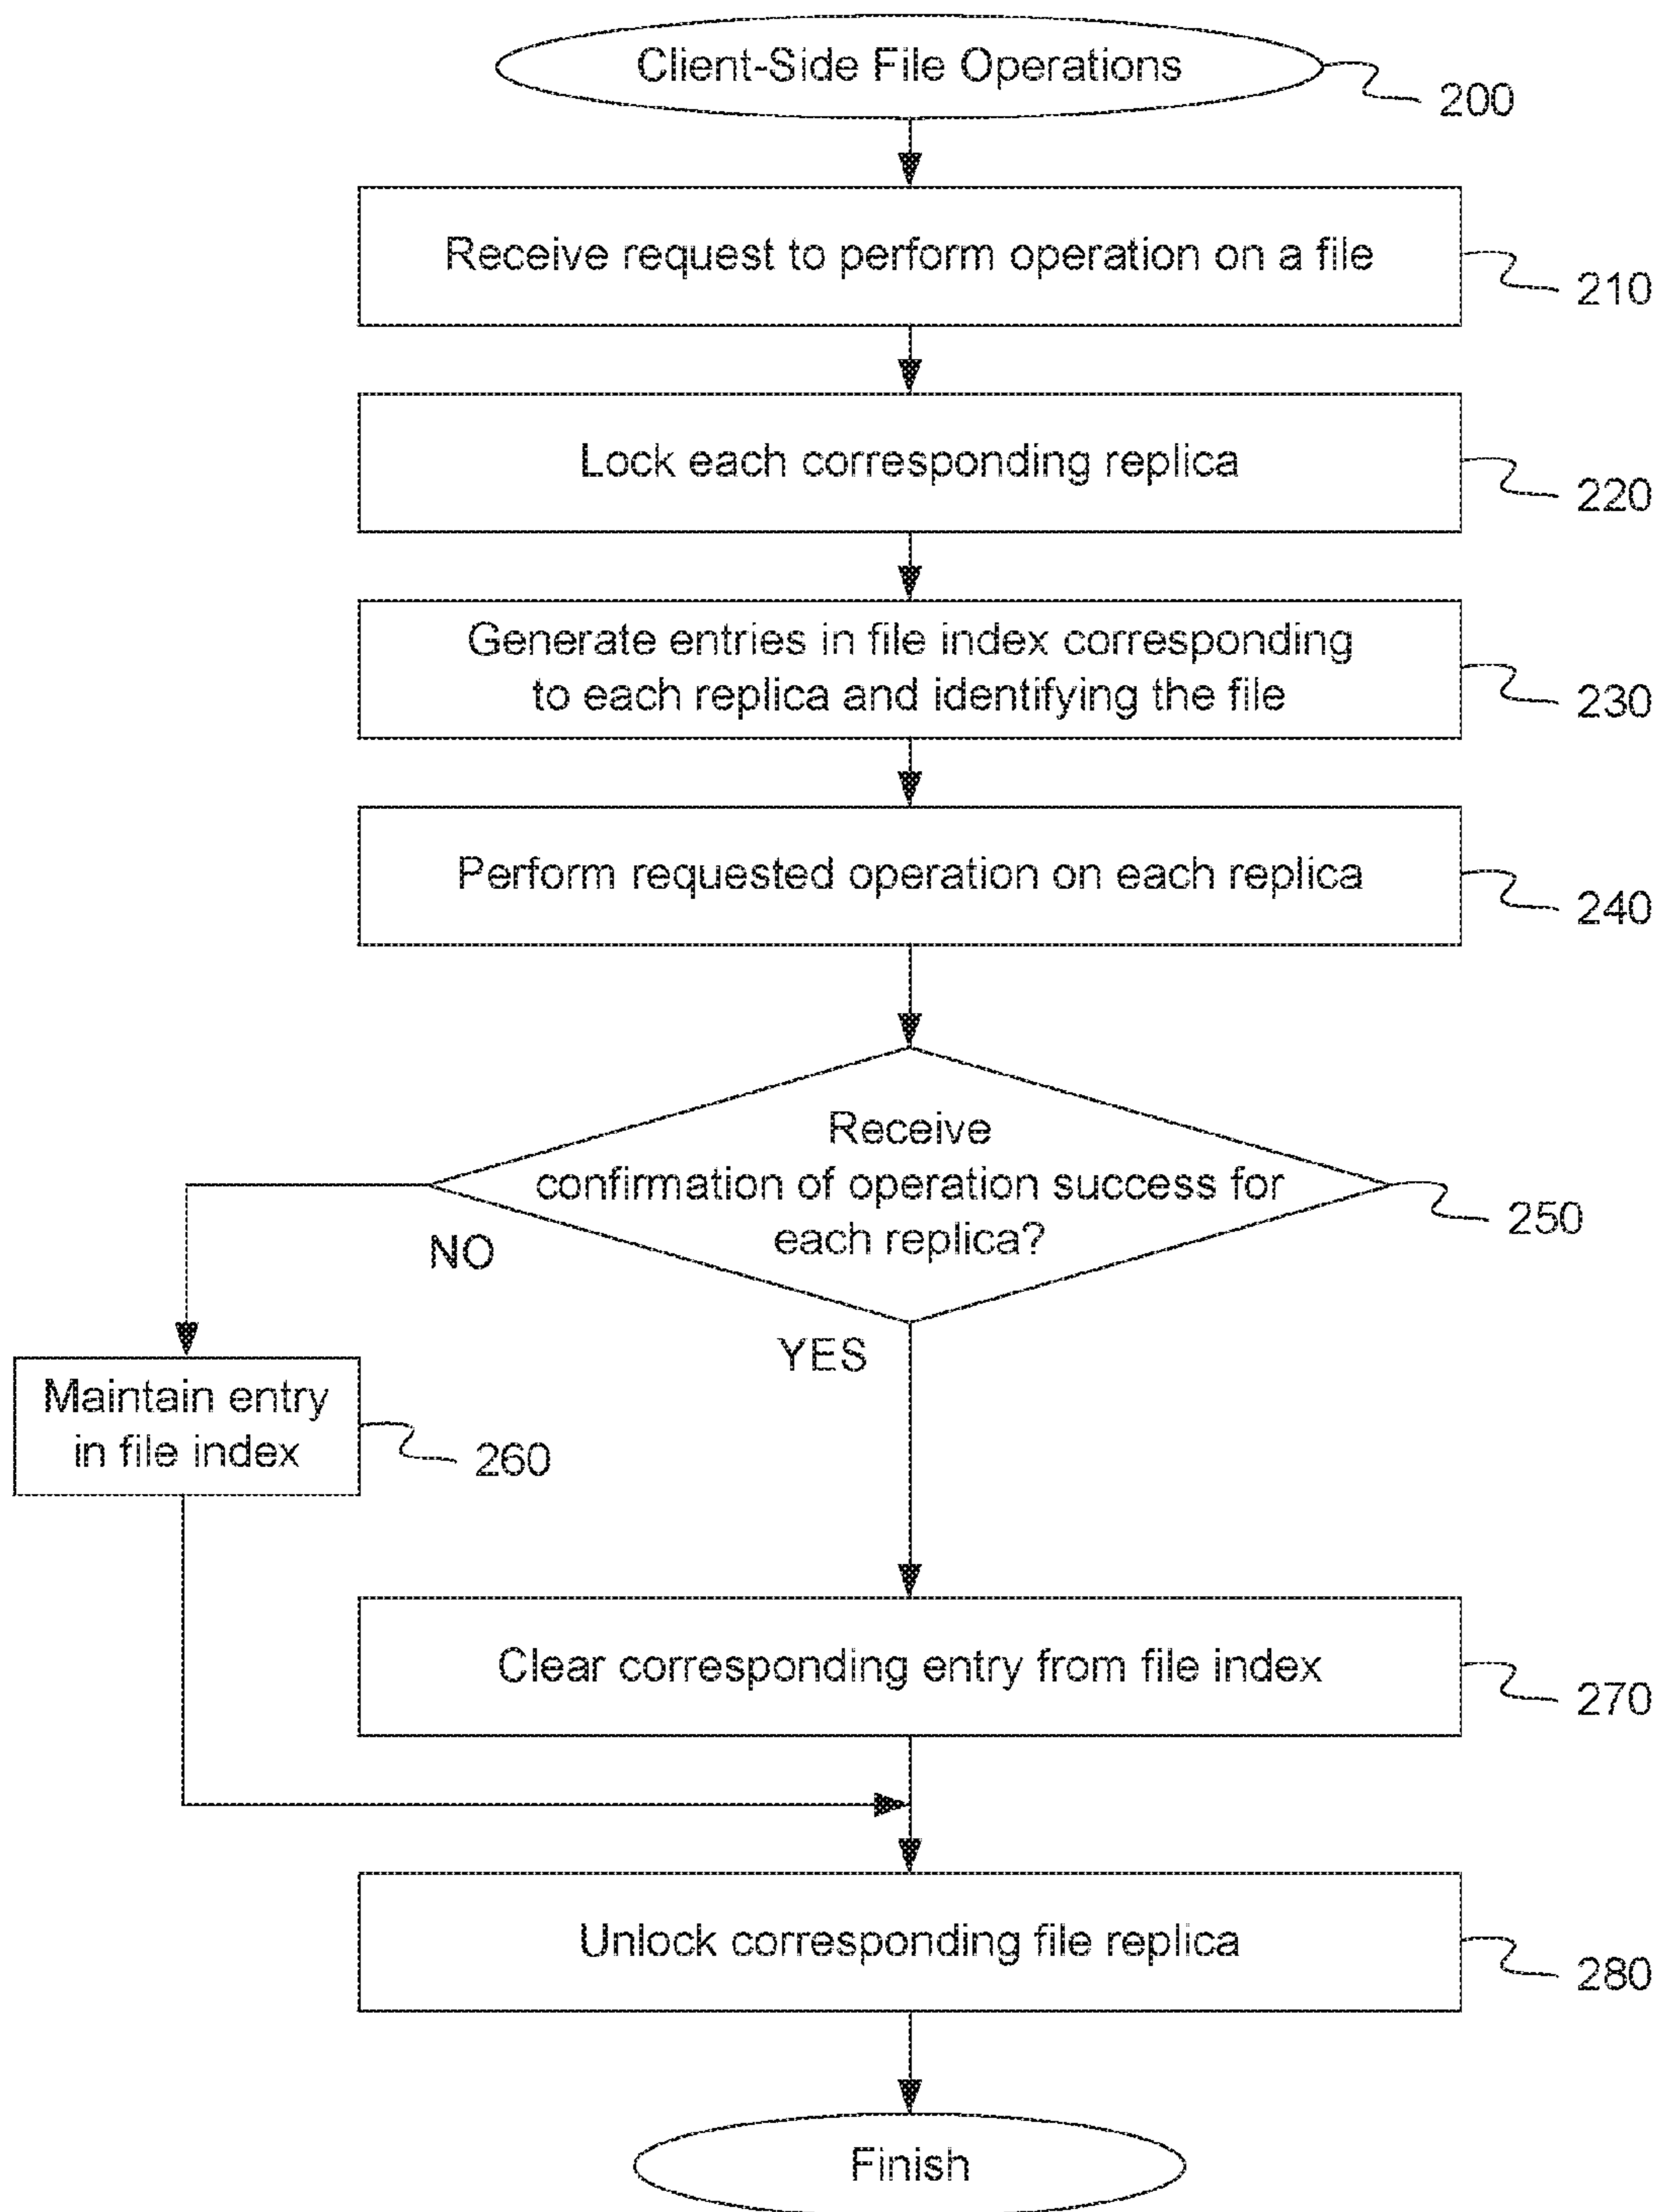 Client-Side File Operations
200
Receive request to perform operation on a file
210
Lock each corresponding replica
220
Generate entries in file index corresponding
to each replica and identifying the file
230
Perform requested operation on each replica
240
Receive
confirmation of operation success for
each replica?
250
NO
YES
Maintain entry
in file index
260
Clear corresponding entry from file index
270
Unlock corresponding file replica
280
Finish